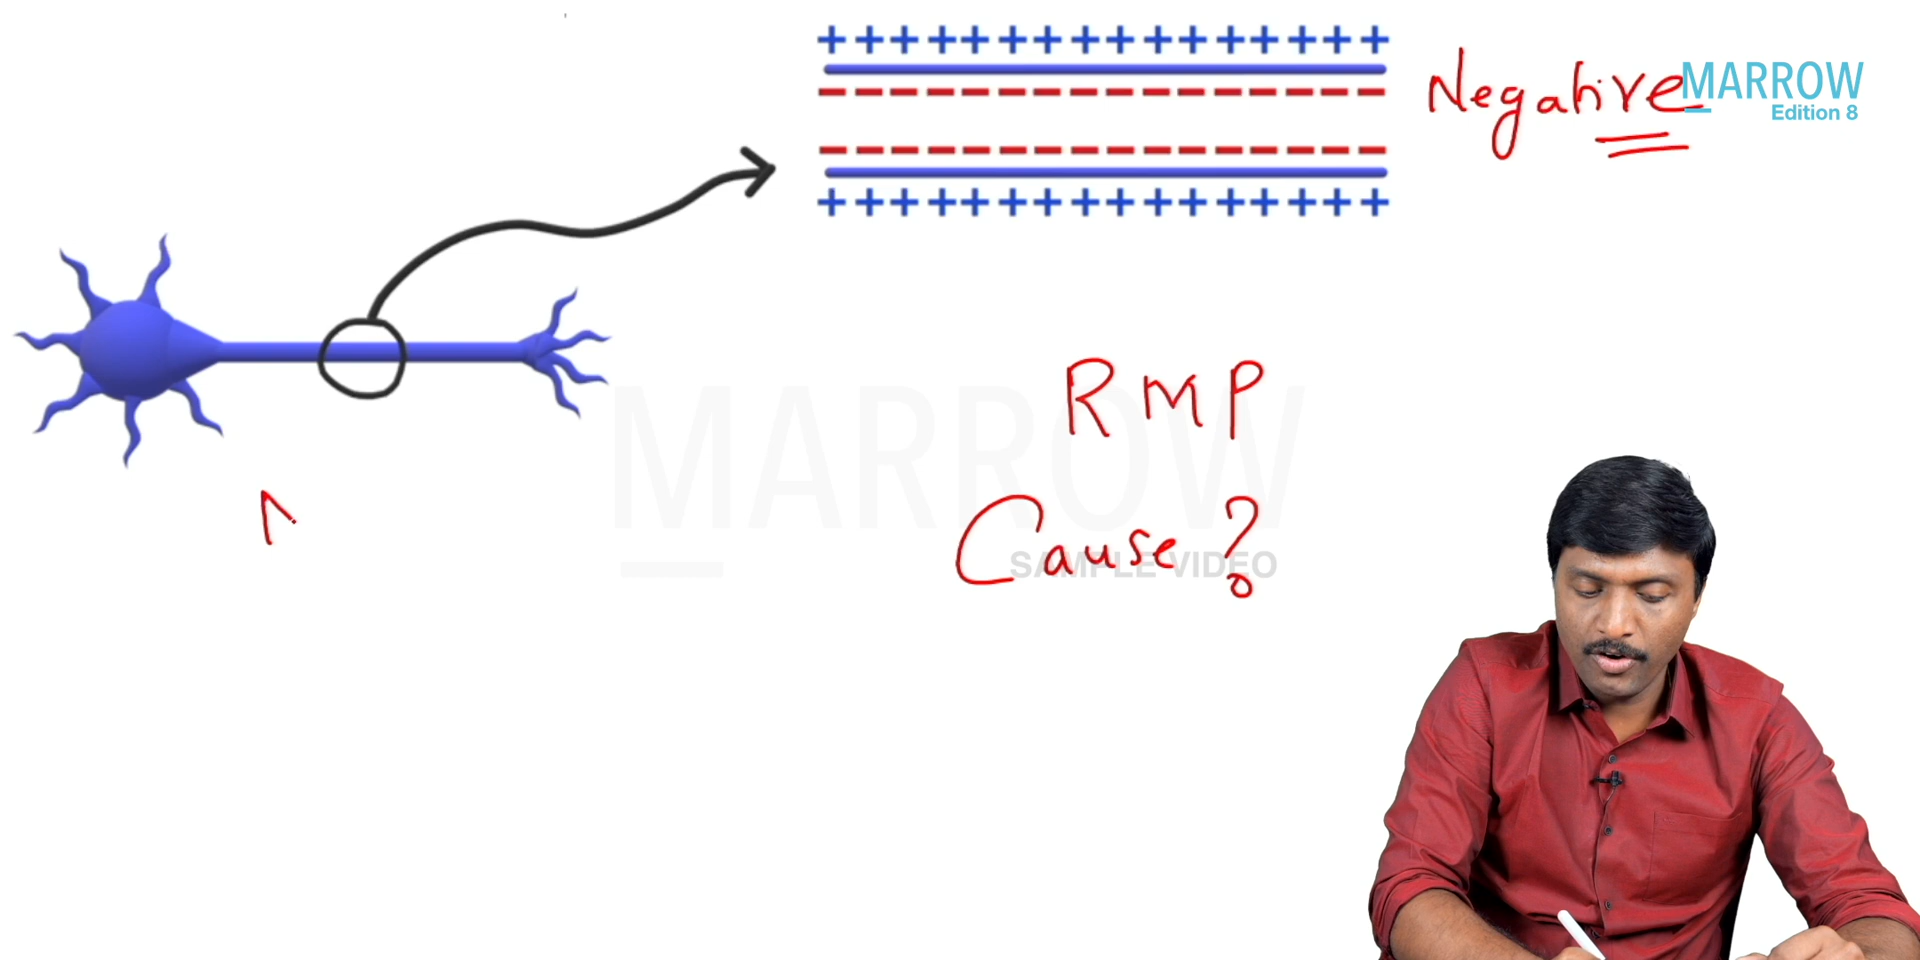 Negative
MARROW
Edition 8
RMP
MARROW
Cause?
SAMPLE VIDEO